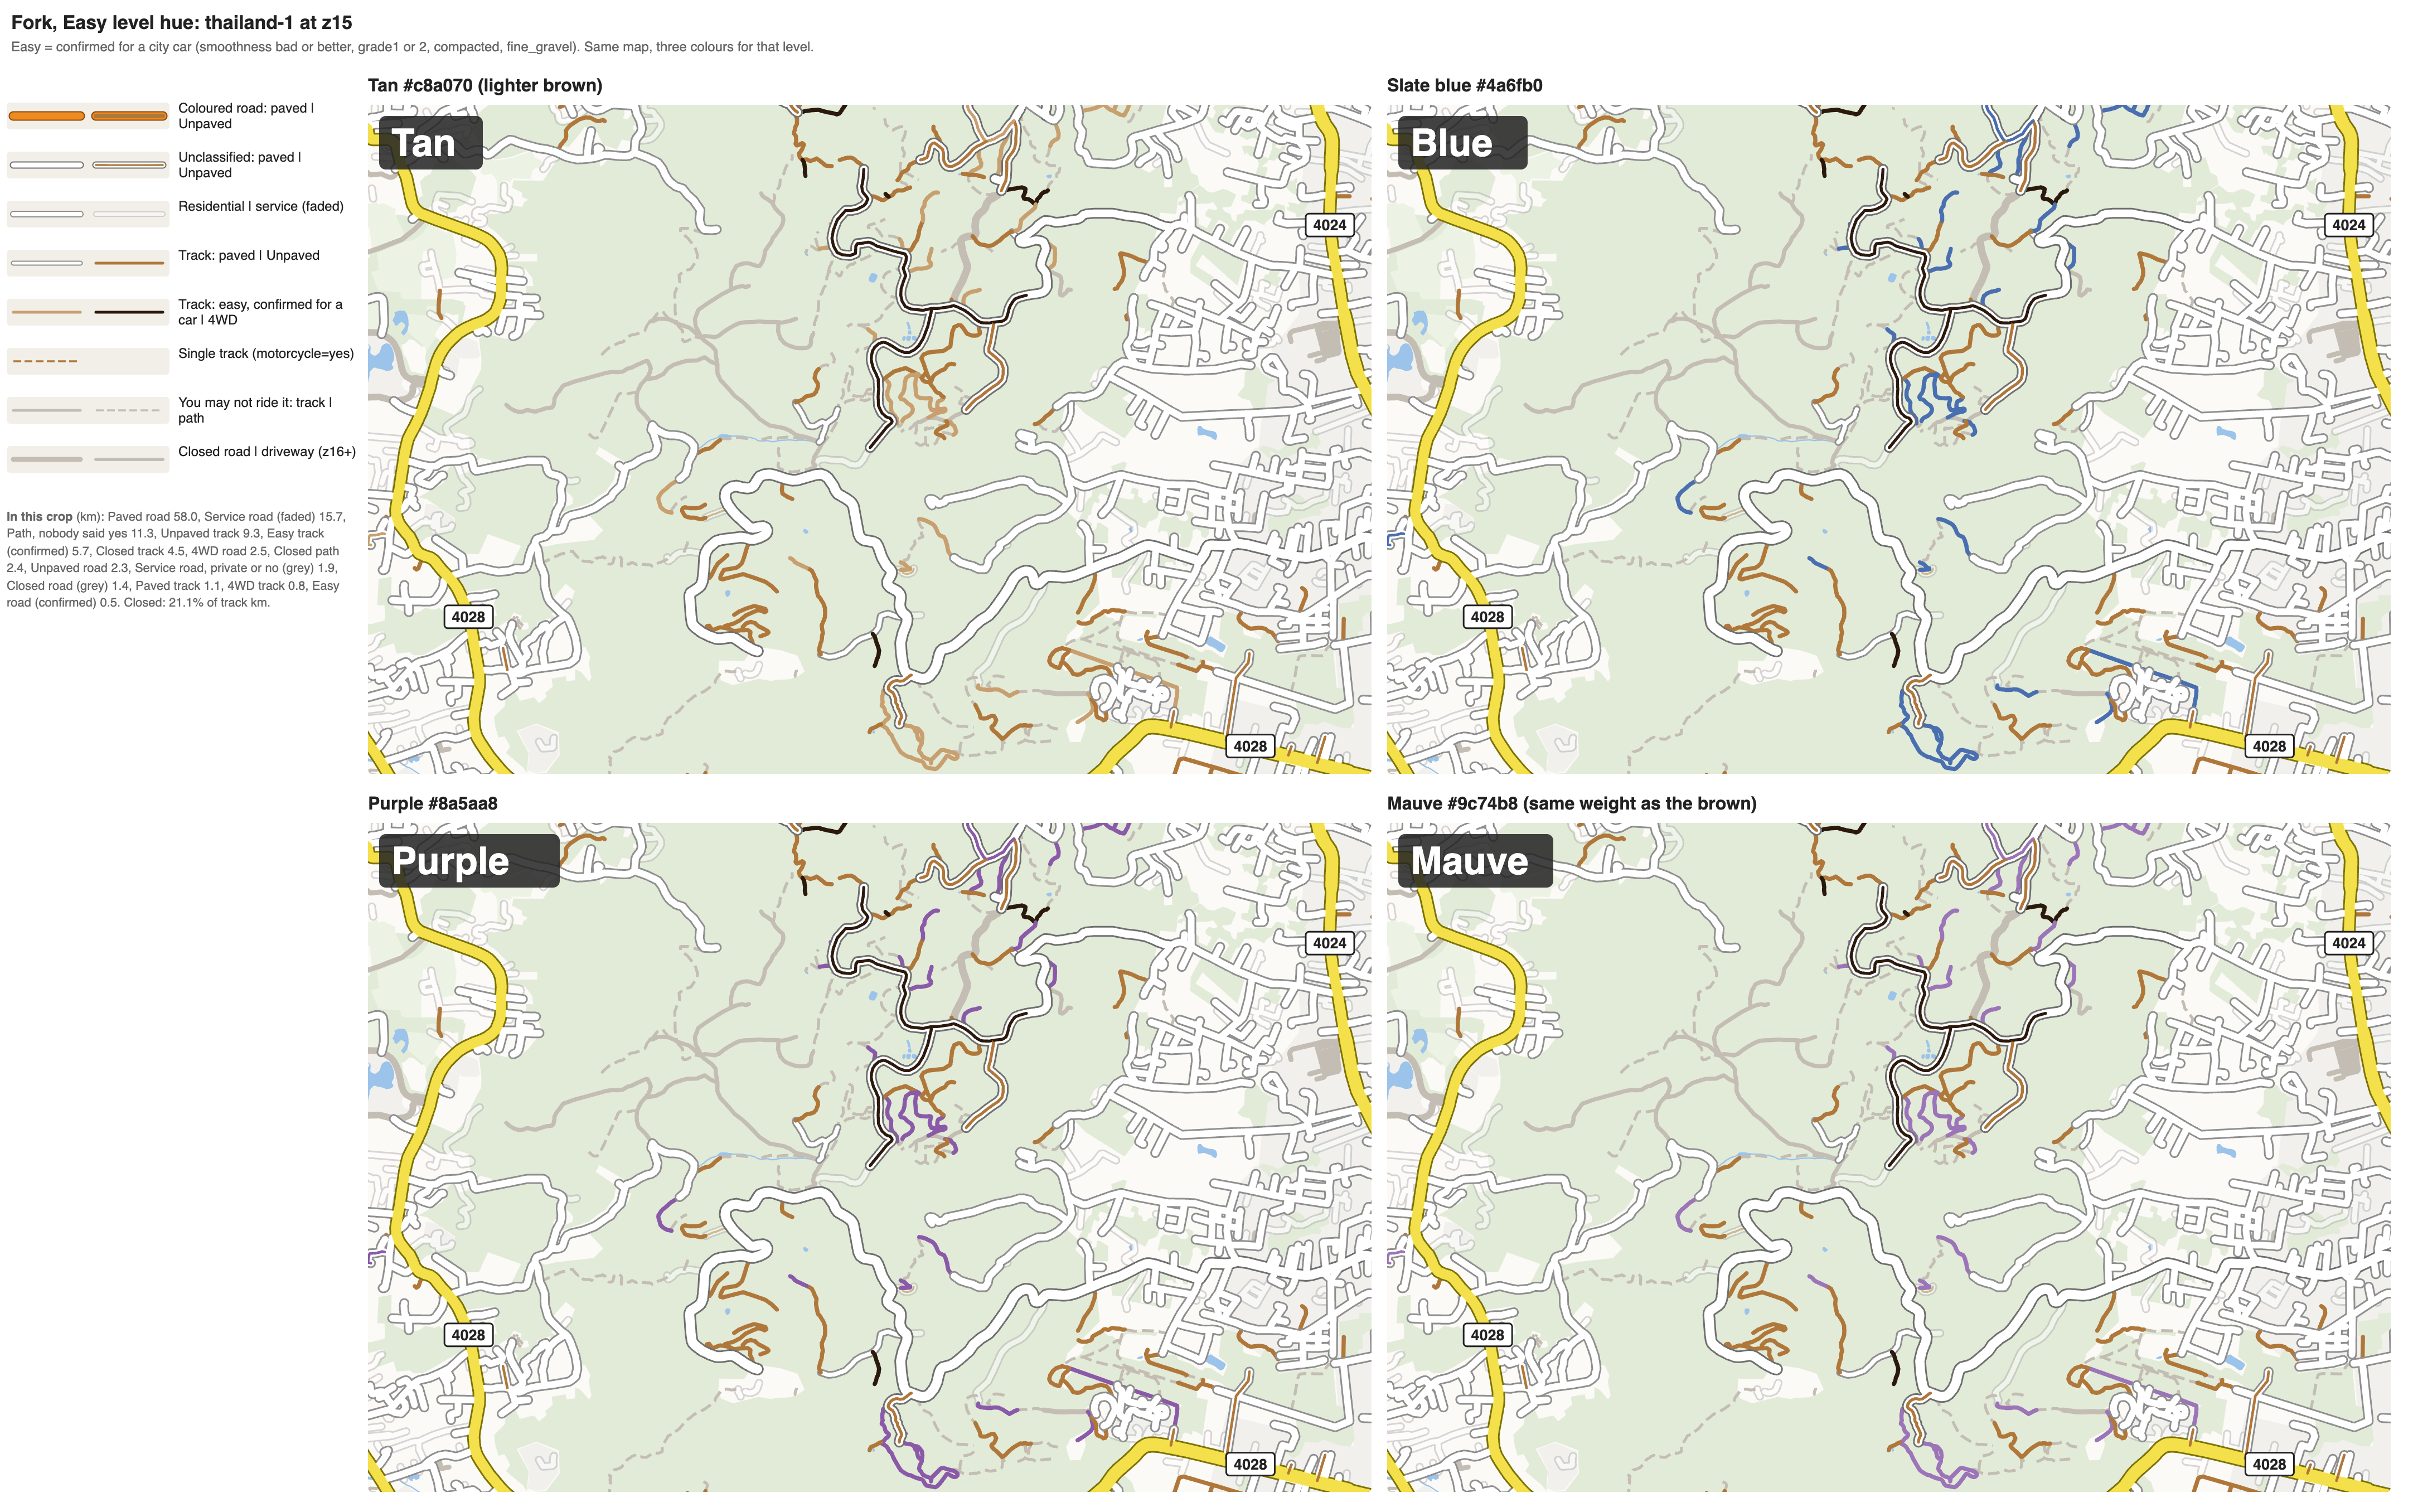 Fork, Easy level hue: thailand-1 at z15
Easy = confirmed for a city car (smoothness bad or better, grade1 or 2, compacted, fine_gravel). Same map, three colours for that level.
Coloured road: paved |
Unpaved
Unclassified: paved |
Unpaved
Residential | service (faded)
Track: paved | Unpaved
Track: easy, confirmed for a
car | 4WD
Single track (motorcycle=yes)
You may not ride it: track |
path
Closed road | driveway (z16+)
In this crop (km): Paved road 58.0, Service road (faded) 15.7,
Path, nobody said yes 11.3, Unpaved track 9.3, Easy track
(confirmed) 5.7, Closed track 4.5, 4WD road 2.5, Closed path
2.4, Unpaved road 2.3, Service road, private or no (grey) 1.9,
Closed road (grey) 1.4, Paved track 1.1, 4WD track 0.8, Easy
road (confirmed) 0.5. Closed: 21.1% of track km.
Tan #c8a070 (lighter brown)
Tan
4024
4028
4028
Slate blue #4a6fb0
Blue
4024
4028
4028
Purple #8a5aa8
Purple
4024
4028
4028
Mauve #9c74b8 (same weight as the brown)
Mauve
4024
4028
4028